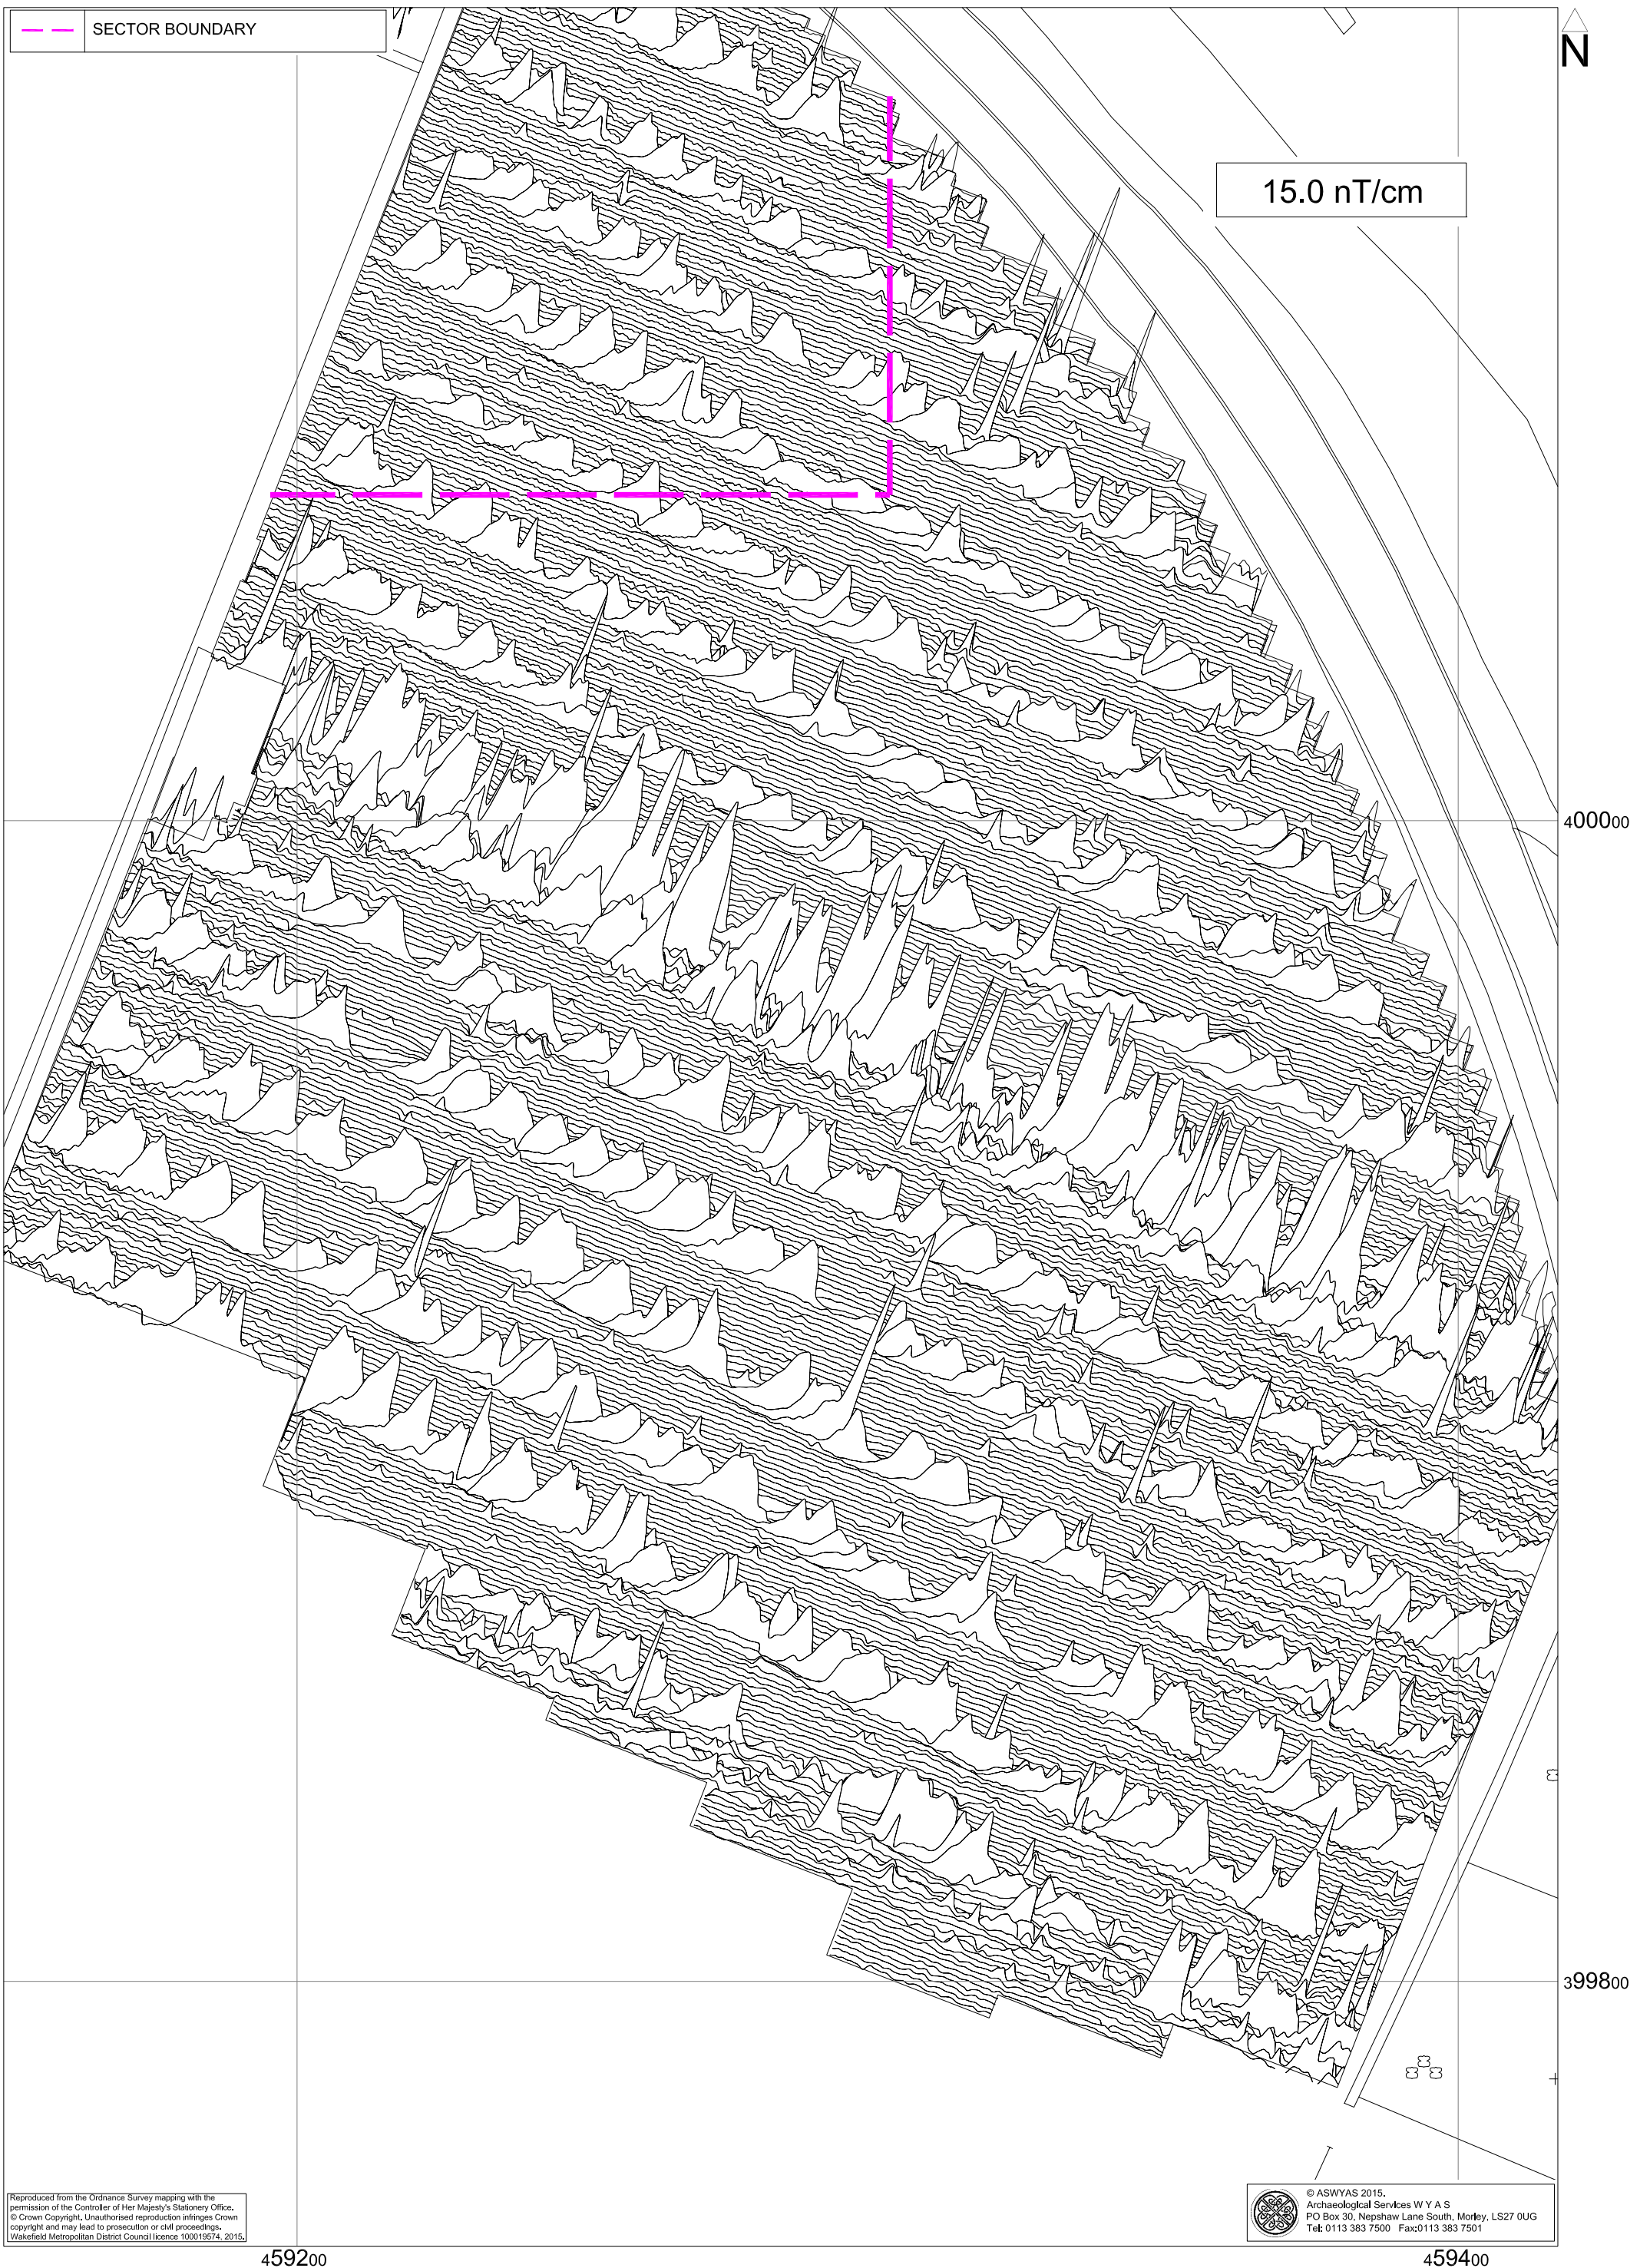 SECTOR BOUNDARY
N
15.0 nT/cm
400000
399800
Reproduced from the Ordnance Survey mapping with the
permission of the Controller of Her Majesty's Stationery Office.
© Crown Copyright. Unauthorised reproduction infringes Crown
copyright and may lead to prosecution or civil proceedings.
Wakefield Metropolitan District Council licence 100019574, 2015.
© ASWYAS 2015.
Archaeological Services W Y A S
PO Box 30, Nepshaw Lane South, Morley, LS27 0UG
Tel: 0113 383 7500 Fax:0113 383 7501
459200
459400